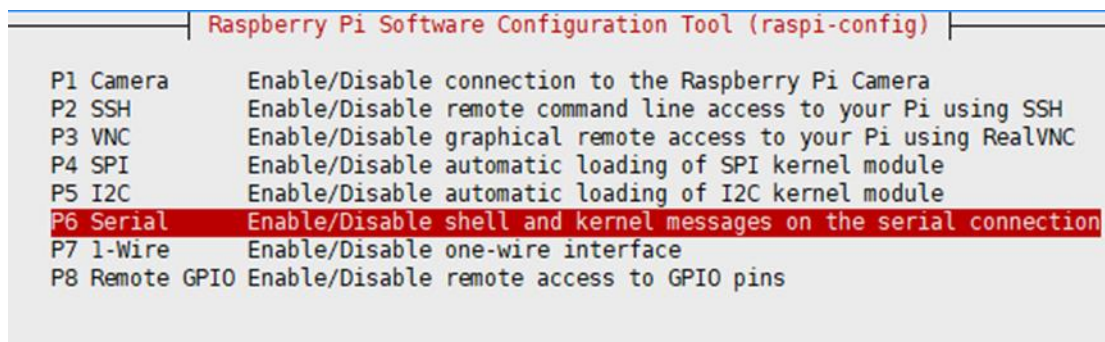 Raspberry Pi Software Configuration Tool (raspi-config)
P1 Camera Enable/Disable connection to the Raspberry Pi Camera
P2 SSH Enable/Disable remote command line access to your Pi using SSH
P3 VNC Enable/Disable graphical remote access to your Pi using RealVNC
P4 SPI Enable/Disable automatic loading of SPI kernel module
P5 I2C Enable/Disable automatic loading of I2C kernel module
P6 Serial Enable/Disable shell and kernel messages on the serial connection
P7 1-Wire Enable/Disable one-wire interface
P8 Remote GPIO Enable/Disable remote access to GPIO pins